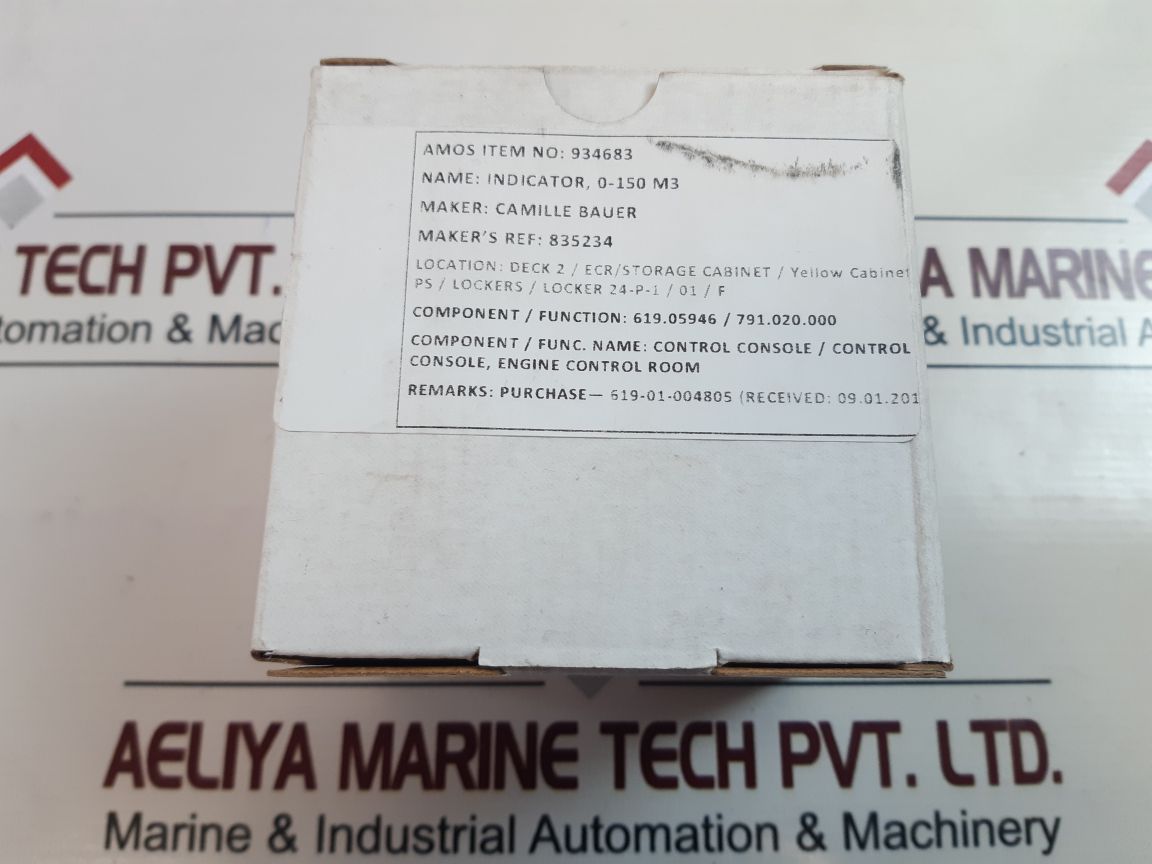 AMOS ITEM NO: 934683
NAME: INDICATOR, 0-150 M3
MAKER: CAMILLE BAUER
MAKER'S REF: 835234
LOCATION: DECK 2 / ECR/STORAGE CABINET / Yellow Cabinet
PS / LOCKERS / LOCKER 24-P-1 / 01 / F
COMPONENT / FUNCTION: 619.05946 / 791.020.000
COMPONENT / FUNC. NAME: CONTROL CONSOLE / CONTROL
CONSOLE, ENGINE CONTROL ROOM
REMARKS: PURCHASE— 619-01-004805 (RECEIVED: 09.01.201
TECH PVT.
tomation & Mac
A MARINE
& Industrial A
AELIYA MARINE TECH PVT. LTD.
Marine & Industrial Automation & Machinery